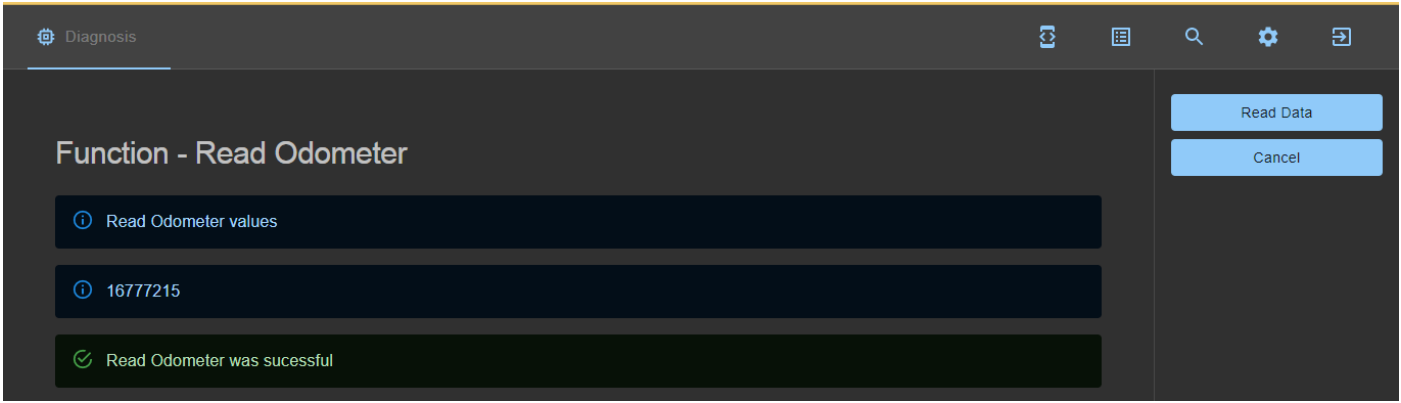 Diagnosis
Read Data
Cancel
Function - Read Odometer
Read Odometer values
16777215
Read Odometer was sucessful